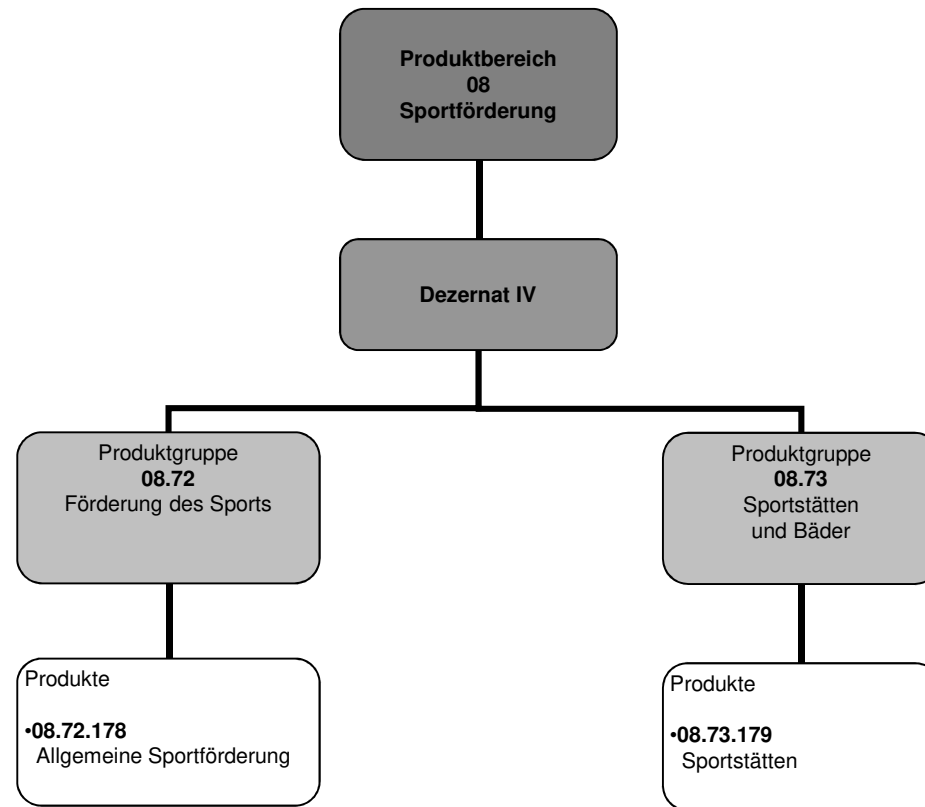 Produktbereich
08
Sportförderung
Dezernat IV
Produktgruppe
08.72
Förderung des Sports
Produktgruppe
08.73
Sportstätten
und Bäder
Produkte
•08.72.178
Allgemeine Sportförderung
Produkte
•08.73.179
Sportstätten